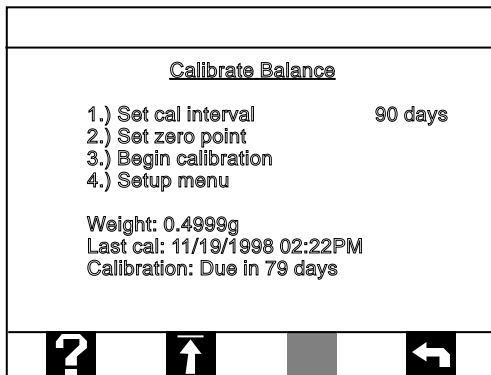 Calibrate Balance
1.) Set cal interval 90 days
2.) Set zero point
3.) Begin calibration
4.) Setup menu
Weight: 0.4999g
Last cal: 11/19/1998 02:22PM
Calibration: Due in 79 days
?